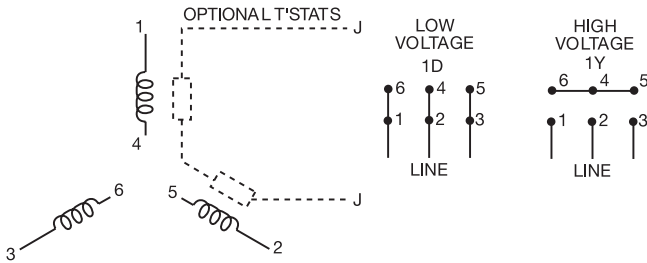 OPTIONAL T'STATS
1
J
4
6
5
J
3
2
LOW
VOLTAGE
1D
6 4 5
1 2 3
LINE
HIGH
VOLTAGE
1Y
6 4 5
1 2 3
LINE